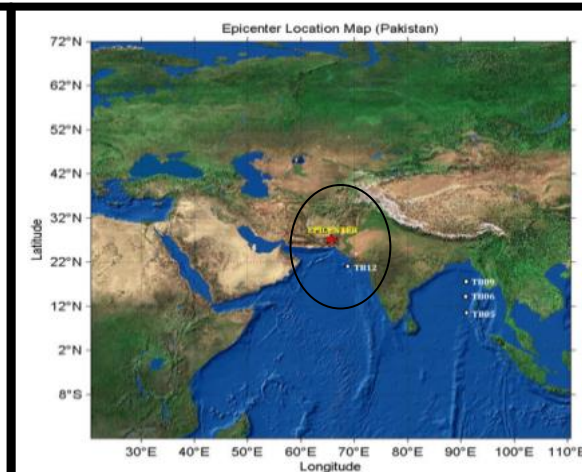 Epicenter Location Map (Pakistan)
72°N
62°N
52°N
42°N
32°N
22°N
12°N
2°N
8°S
Latitude
EPICENTER
TB12
TB09
TB06
TB05
30°E 40°E 50°E 60°E 70°E 80°E 90°E 100°E 110°E
Longitude